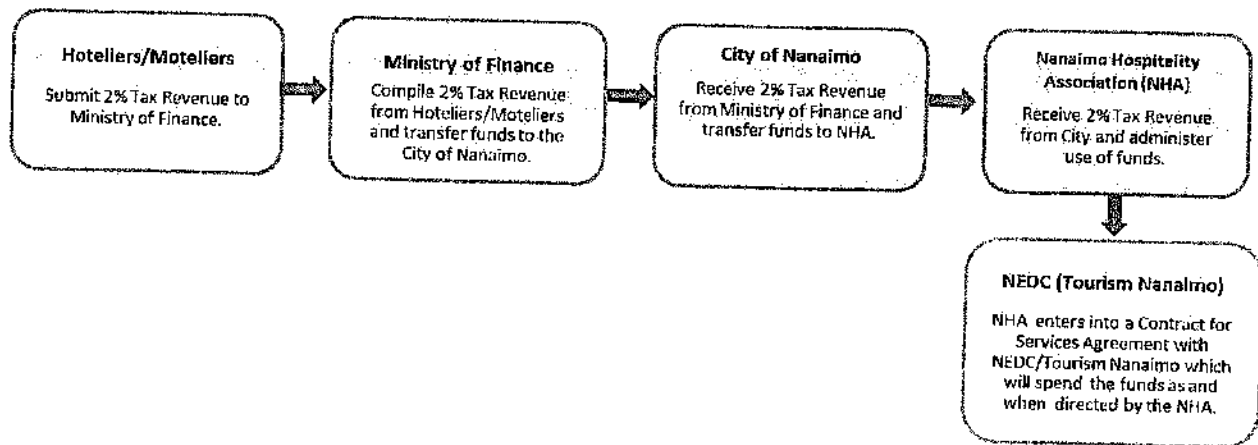 Hoteliers/Moteliers
Submit 2% Tax Revenue to
Ministry of Finance.
Ministry of Finance
Compile 2% Tax Revenue
from Hoteliers/Moteliers
and transfer funds to the
City of Nanaimo.
City of Nanaimo
Receive 2% Tax Revenue
from Ministry of Finance and
transfer funds to NHA.
Nanaimo Hospitality
Association (NHA)
Receive 2% Tax Revenue
from City and administer
use of funds.
NEDC (Tourism Nanaimo)
NHA enters into a Contract for
Services Agreement with
NEDC/Tourism Nanaimo which
will spend the funds as and
when directed by the NHA.